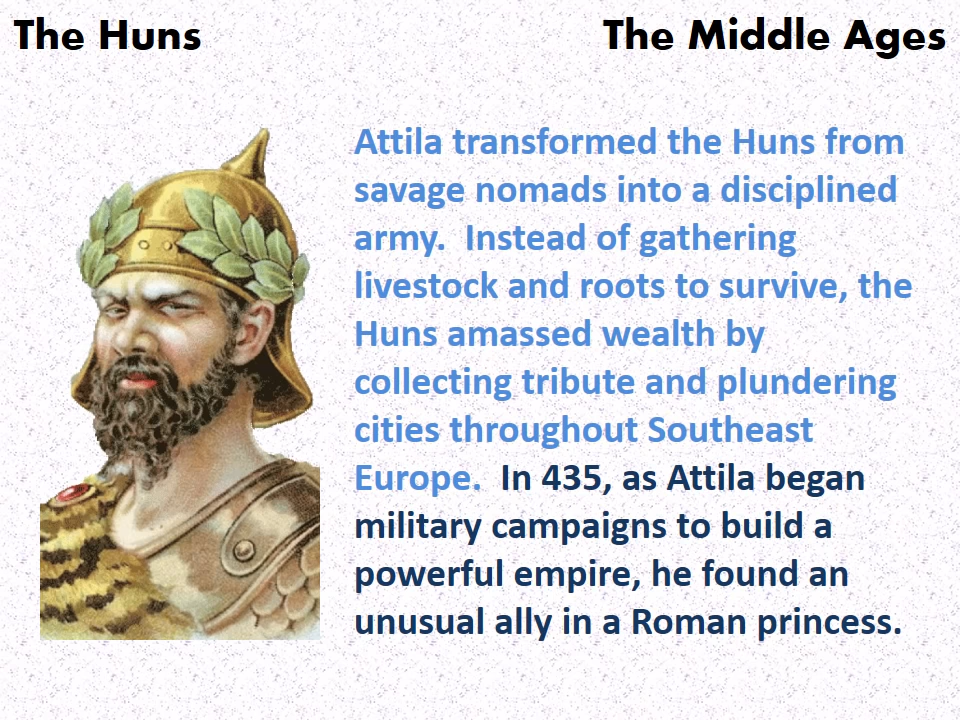 The Huns
The Middle Ages
Attila transformed the Huns from
savage nomads into a disciplined
army.  Instead of gathering
livestock and roots to survive, the
Huns amassed wealth by
collecting tribute and plundering
cities throughout Southeast
Europe.  In 435, as Attila began
military campaigns to build a
powerful empire, he found an
unusual ally in a Roman princess.